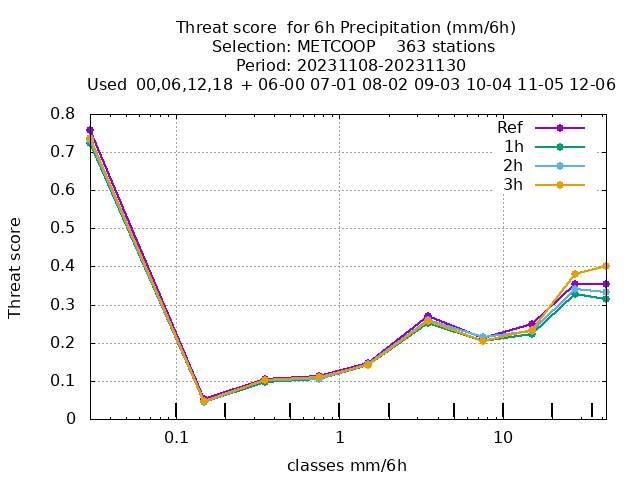 Threat score  for 6h Precipitation (mm/6h)
Selection: METCOOP    363 stations
Period: 20231108-20231130
Used  00,06,12,18  + 06-00 07-01 08-02 09-03 10-04 11-05 12-06
Ref
1h
2h
3h
Threat score
0.8
0.7
0.6
0.5
0.4
0.3
0.2
0.1
0
0.1 1 10
classes mm/6h